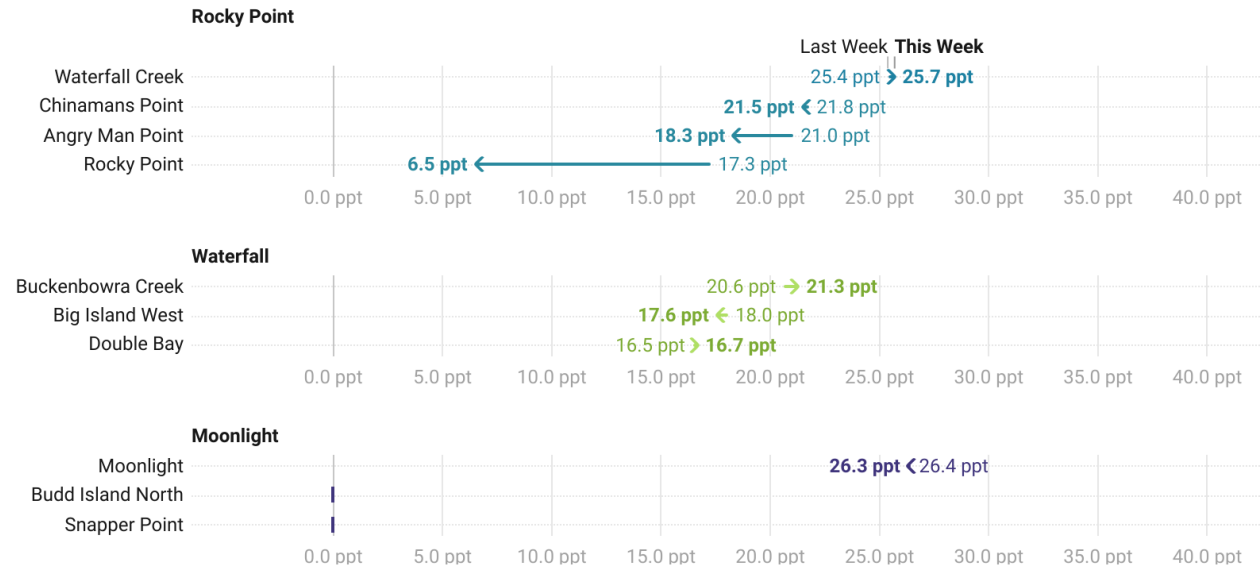 Rocky Point
Last Week This Week
Waterfall Creek 25.4 ppt 25.7 ppt
Chinamans Point 21.5 ppt 21.8 ppt
Angry Man Point 18.3 ppt 21.0 ppt
Rocky Point 6.5 ppt 17.3 ppt
0.0 ppt 5.0 ppt 10.0 ppt 15.0 ppt 20.0 ppt 25.0 ppt 30.0 ppt 35.0 ppt 40.0 ppt
Waterfall
Buckenbowra Creek 20.6 ppt 21.3 ppt
Big Island West 17.6 ppt 18.0 ppt
Double Bay 16.5 ppt 16.7 ppt
0.0 ppt 5.0 ppt 10.0 ppt 15.0 ppt 20.0 ppt 25.0 ppt 30.0 ppt 35.0 ppt 40.0 ppt
Moonlight
Moonlight 26.3 ppt 26.4 ppt
Budd Island North
Snapper Point
0.0 ppt 5.0 ppt 10.0 ppt 15.0 ppt 20.0 ppt 25.0 ppt 30.0 ppt 35.0 ppt 40.0 ppt